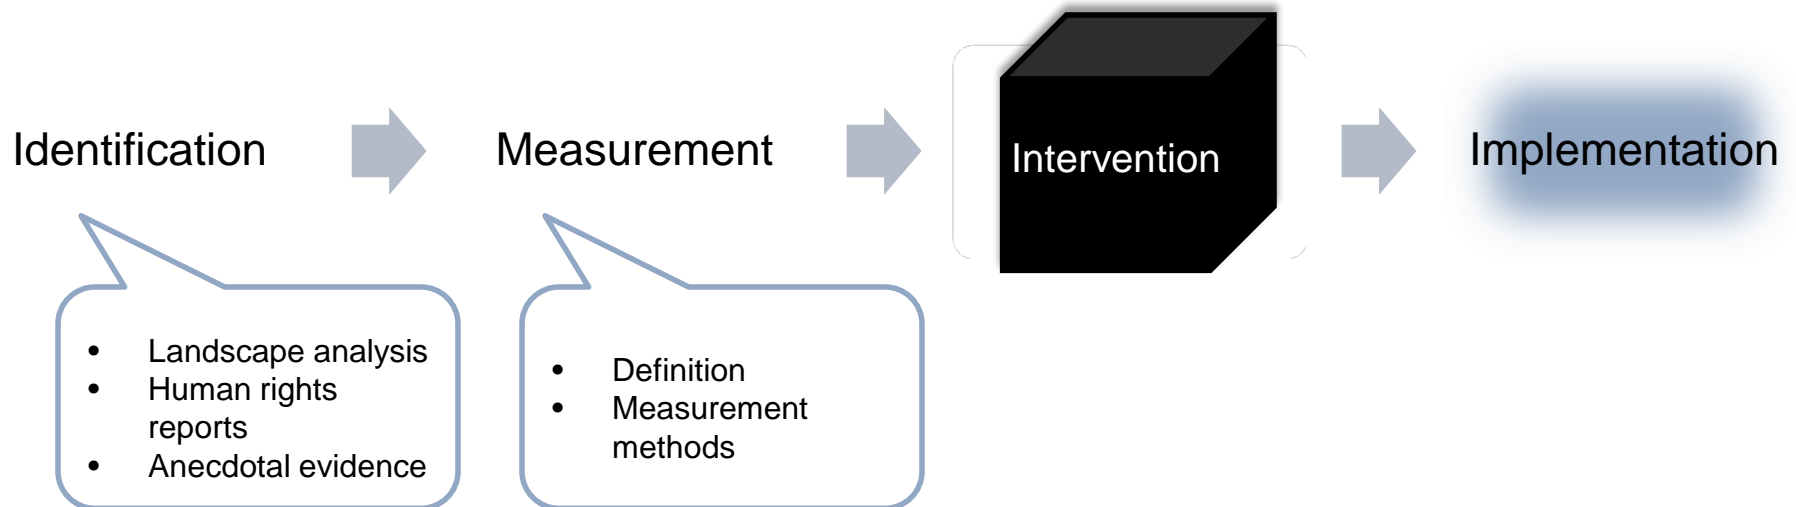 Identification
Measurement
Intervention
Implementation
• Landscape analysis
• Human rights
reports
• Anecdotal evidence
• Definition
• Measurement
methods